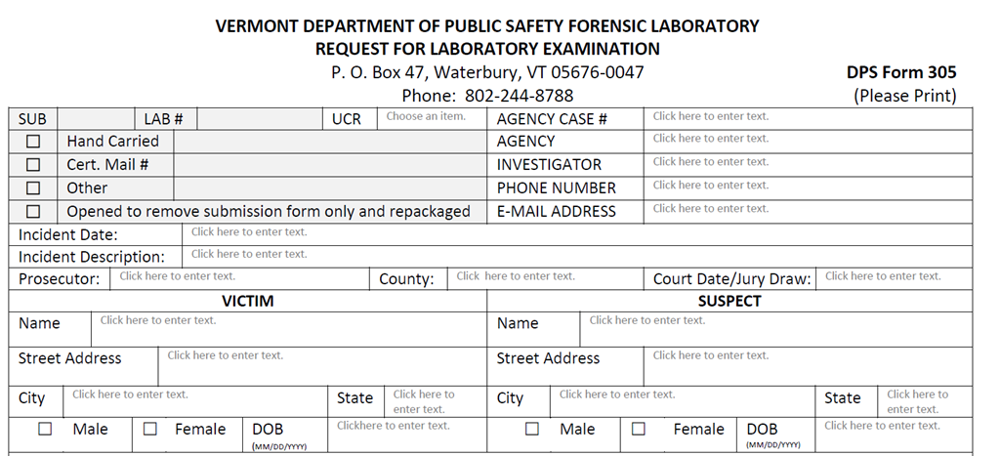 VERMONT DEPARTMENT OF PUBLIC SAFETY FORENSIC LABORATORY
REQUEST FOR LABORATORY EXAMINATION
P. O. Box 47, Waterbury, VT 05676-0047 DPS Form 305
Phone: 802-244-8788 (Please Print)
SUB LAB # UCR Choose an item. AGENCY CASE # Click here to enter text.
☐ Hand Carried AGENCY Click here to enter text.
☐ Cert. Mail # INVESTIGATOR Click here to enter text.
☐ Other PHONE NUMBER Click here to enter text.
☐ Opened to remove submission form only and repackaged E-MAIL ADDRESS Click here to enter text.
Incident Date: Click here to enter text.
Incident Description: Click here to enter text.
Prosecutor: Click here to enter text. County: Click here to enter text. Court Date/Jury Draw: Click here to enter text.
VICTIM SUSPECT
Name Click here to enter text. Name Click here to enter text.
Street Address Click here to enter text. Street Address Click here to enter text.
City Click here to enter text. State Click here to enter text. City Click here to enter text. State Click here to enter text.
☐ Male ☐ Female DOB Clickhere to enter text. ☐ Male ☐ Female DOB Click here to enter text.
(MM/DD/YYYY) (MM/DD/YYYY)